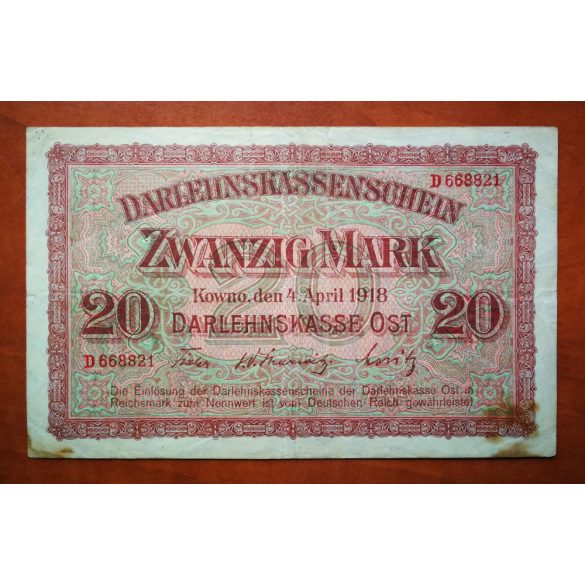 D 668821
DARLEHNSKASSENSCHEIN
ZWANZIG MARK
20 Kowno, den 4. April 1918 20
DARLEHNSKASSE OST
D 668821
Die Einlösung der Darlehnskassenscheine der Darlehnskasse Ost in
Reichsmark zum Nennwert ist vom Deutschen Reich gewährleistet.